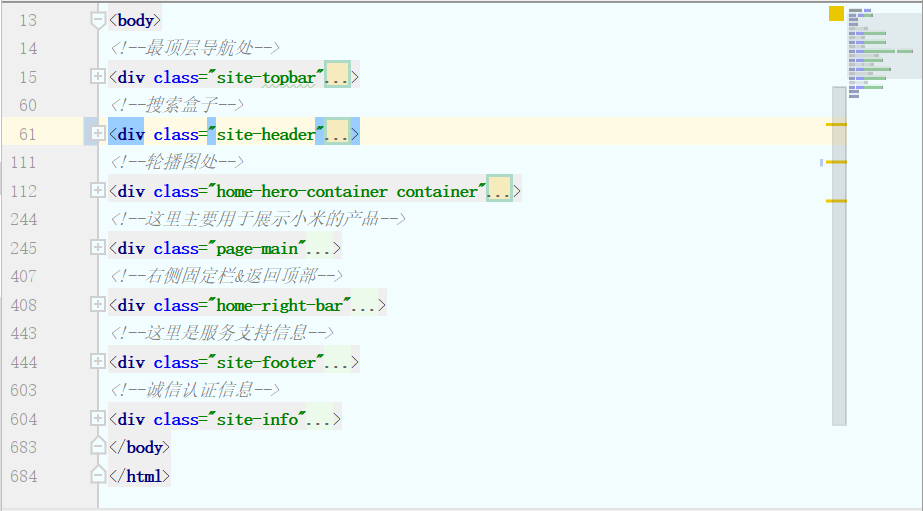 13 <body>
14 <!--最顶层导航处-->
15 <div class="site-topbar"...>
60 <!--搜索盒子-->
61 <div class="site-header"...>
111 <!--轮播图处-->
112 <div class="home-hero-container container"...>
244 <!--这里主要用于展示小米的产品-->
245 <div class="page-main"...>
407 <!--右侧固定栏&返回顶部-->
408 <div class="home-right-bar"...>
443 <!--这里是服务支持信息-->
444 <div class="site-footer"...>
603 <!--诚信认证信息-->
604 <div class="site-info"...>
683 </body>
684 </html>